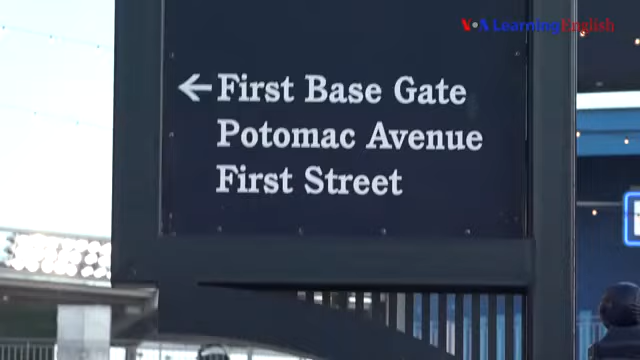 VOA Learning English
← First Base Gate
Potomac Avenue
First Street